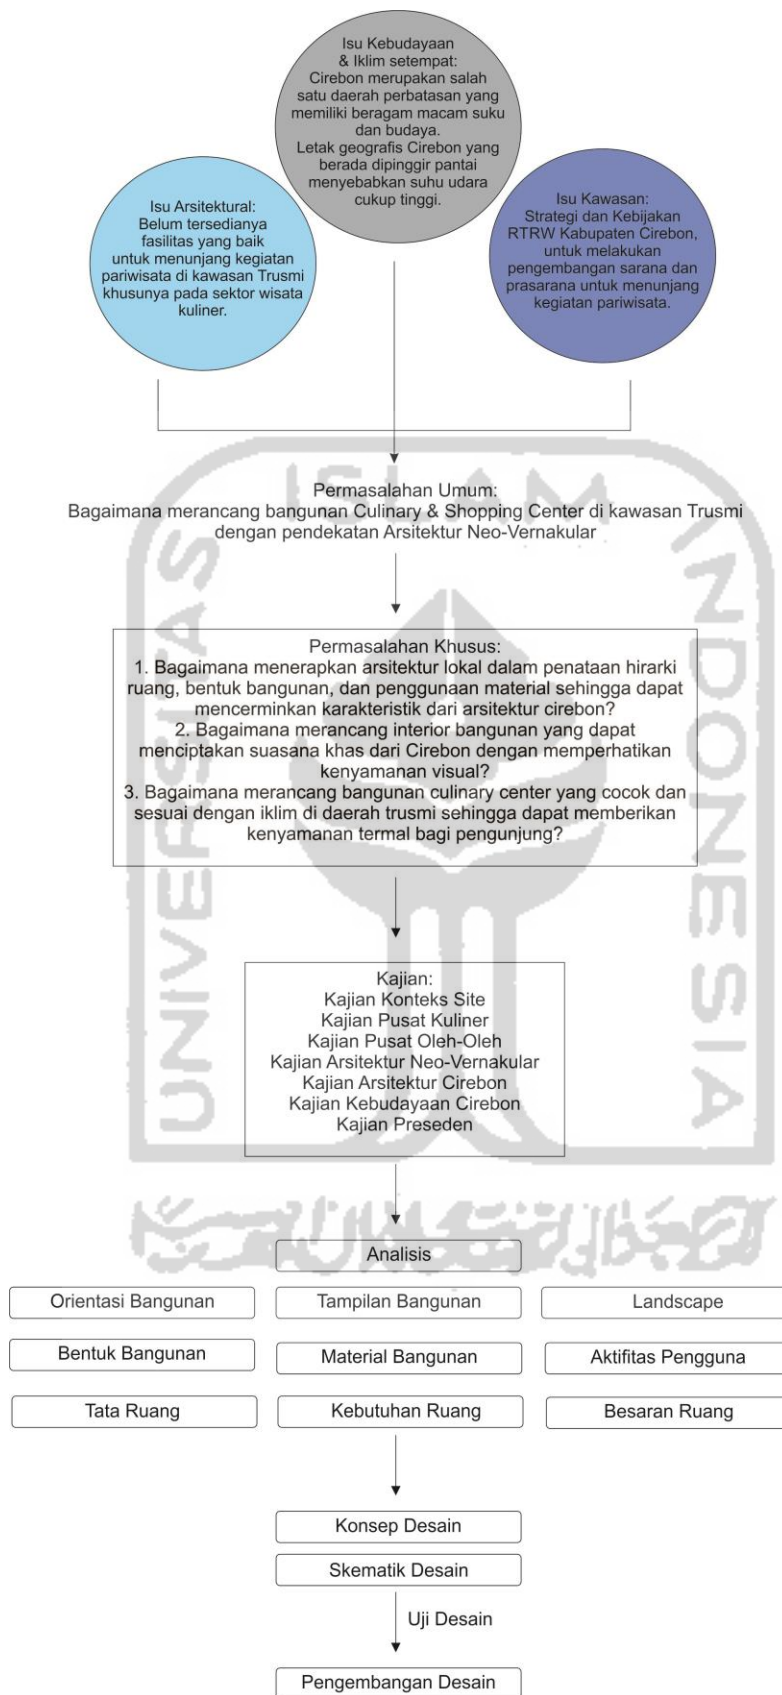 Isu Kebudayaan
& Iklim setempat:
Cirebon merupakan salah
satu daerah perbatasan yang
memiliki beragam macam suku
dan budaya.
Letak geografis Cirebon yang
berada dipinggir pantai
menyebabkan suhu udara
cukup tinggi.
Isu Arsitektural:
Belum tersedianya
fasilitas yang baik
untuk menunjang kegiatan
pariwisata di kawasan Trusmi
khusunya pada sektor wisata
kuliner.
Isu Kawasan:
Strategi dan Kebijakan
RTRW Kabupaten Cirebon,
untuk melakukan
pengembangan sarana dan
prasarana untuk menunjang
kegiatan pariwisata.
Permasalahan Umum:
Bagaimana merancang bangunan Culinary & Shopping Center di kawasan Trusmi
dengan pendekatan Arsitektur Neo-Vernakular
Permasalahan Khusus:
1. Bagaimana menerapkan arsitektur lokal dalam penataan hirarki
ruang, bentuk bangunan, dan penggunaan material sehingga dapat
mencerminkan karakteristik dari arsitektur cirebon?
2. Bagaimana merancang interior bangunan yang dapat
menciptakan suasana khas dari Cirebon dengan memperhatikan
kenyamanan visual?
3. Bagaimana merancang bangunan culinary center yang cocok dan
sesuai dengan iklim di daerah trusmi sehingga dapat memberikan
kenyamanan termal bagi pengunjung?
Kajian:
Kajian Konteks Site
Kajian Pusat Kuliner
Kajian Pusat Oleh-Oleh
Kajian Arsitektur Neo-Vernakular
Kajian Arsitektur Cirebon
Kajian Kebudayaan Cirebon
Kajian Preseden
Analisis
Orientasi Bangunan
Tampilan Bangunan
Landscape
Bentuk Bangunan
Material Bangunan
Aktifitas Pengguna
Tata Ruang
Kebutuhan Ruang
Besaran Ruang
Konsep Desain
Skematik Desain
Uji Desain
Pengembangan Desain
UNIVERSITAS
ISLAM
INDONESIA